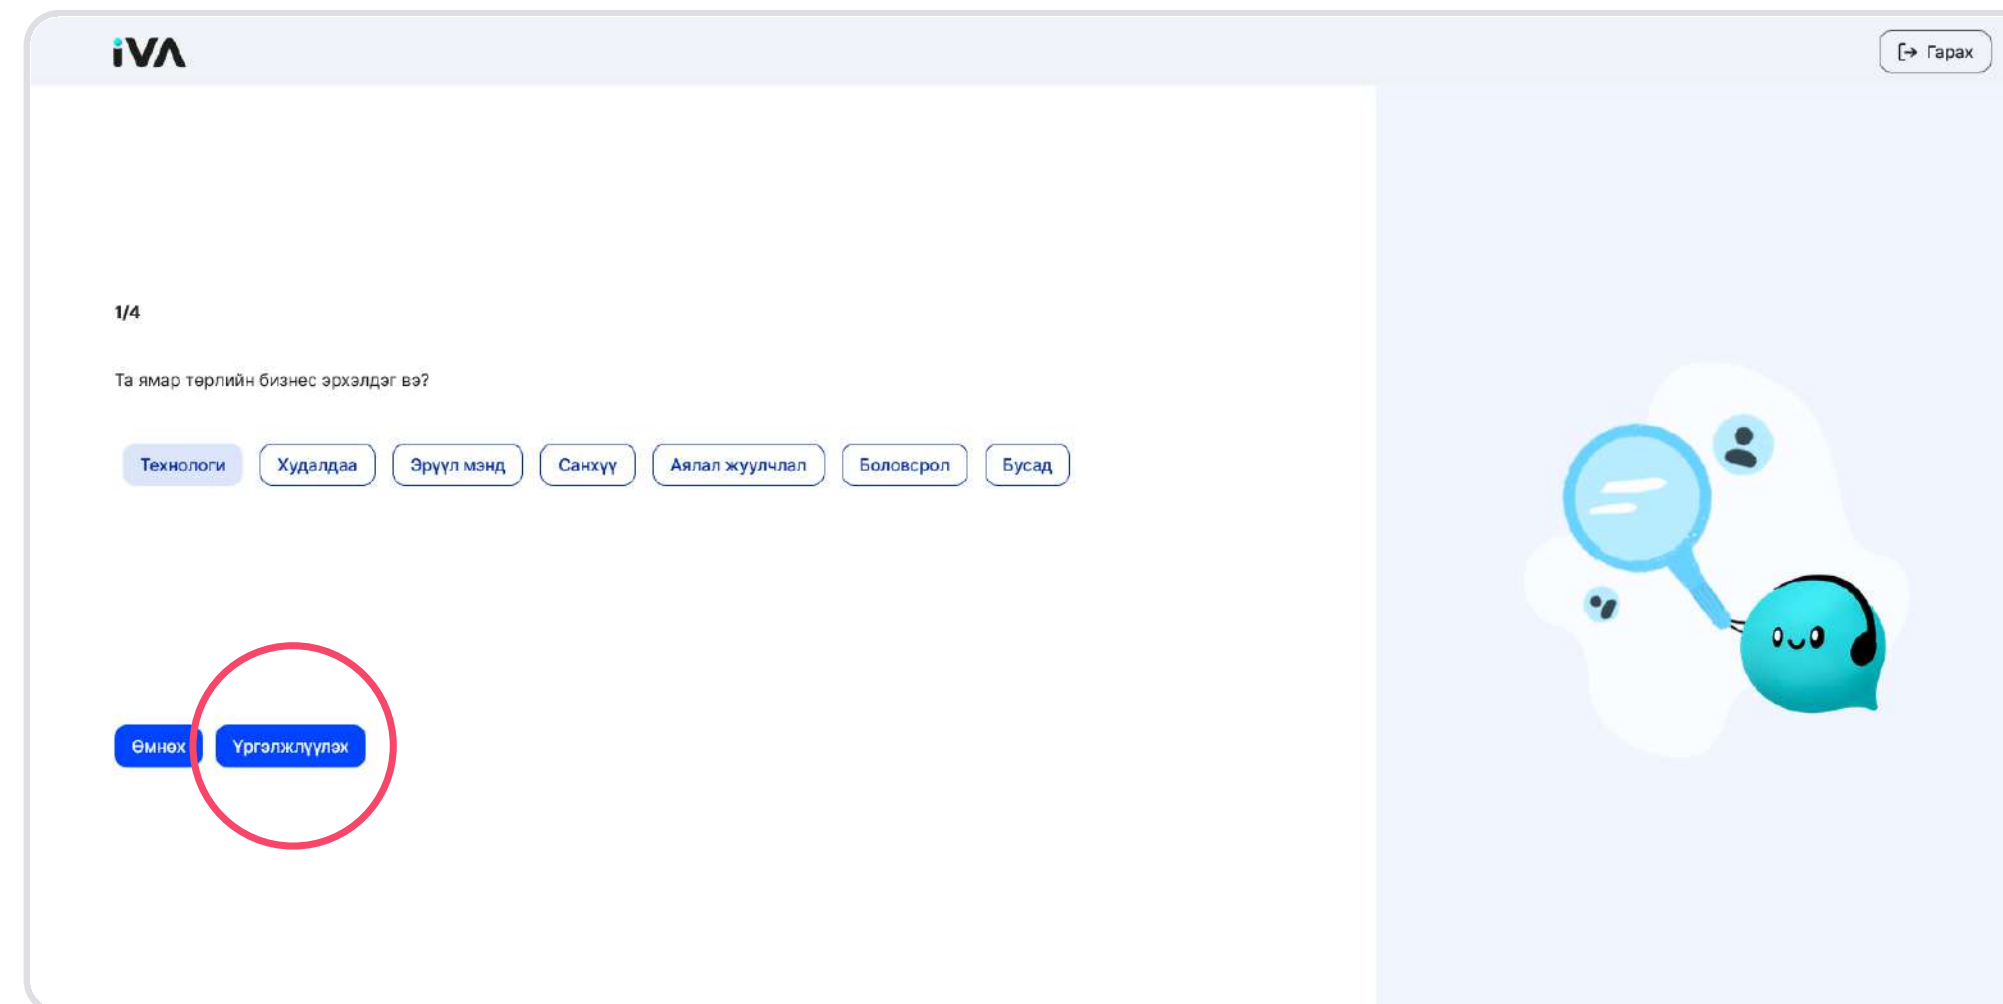 iVA
Гарах
1/4
Та ямар төрлийн бизнес эрхэлдэг вэ?
Технологи Худалдаа Эрүүл мэнд Санхүү Аялал жуулчлал Боловсрол Бусад
Өмнөх Үргэлжлүүлэх